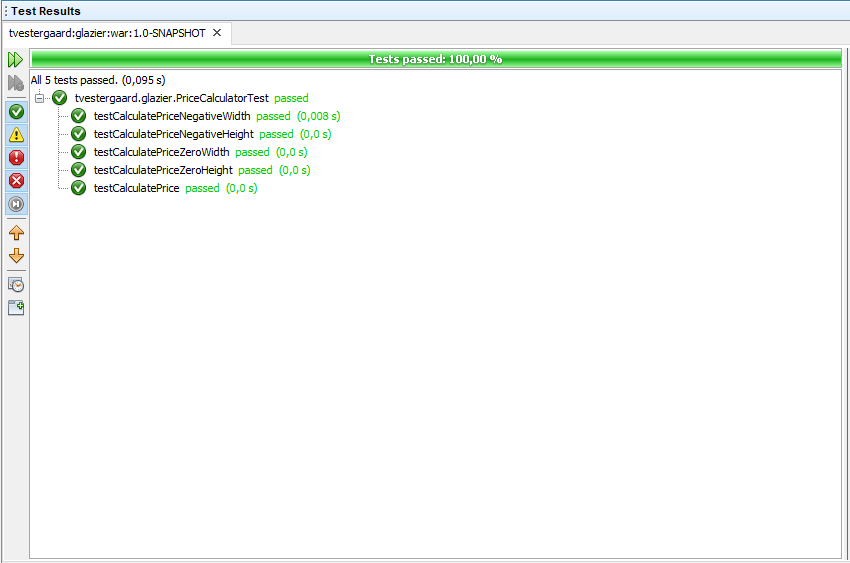 Test Results
tvestergaard:glazier:war:1.0-SNAPSHOT
Tests passed: 100,00 %
All 5 tests passed. (0,095 s)
tvestergaard.glazier.PriceCalculatorTest passed
testCalculatePriceNegativeWidth passed (0,008 s)
testCalculatePriceNegativeHeight passed (0,0 s)
testCalculatePriceZeroWidth passed (0,0 s)
testCalculatePriceZeroHeight passed (0,0 s)
testCalculatePrice passed (0,0 s)